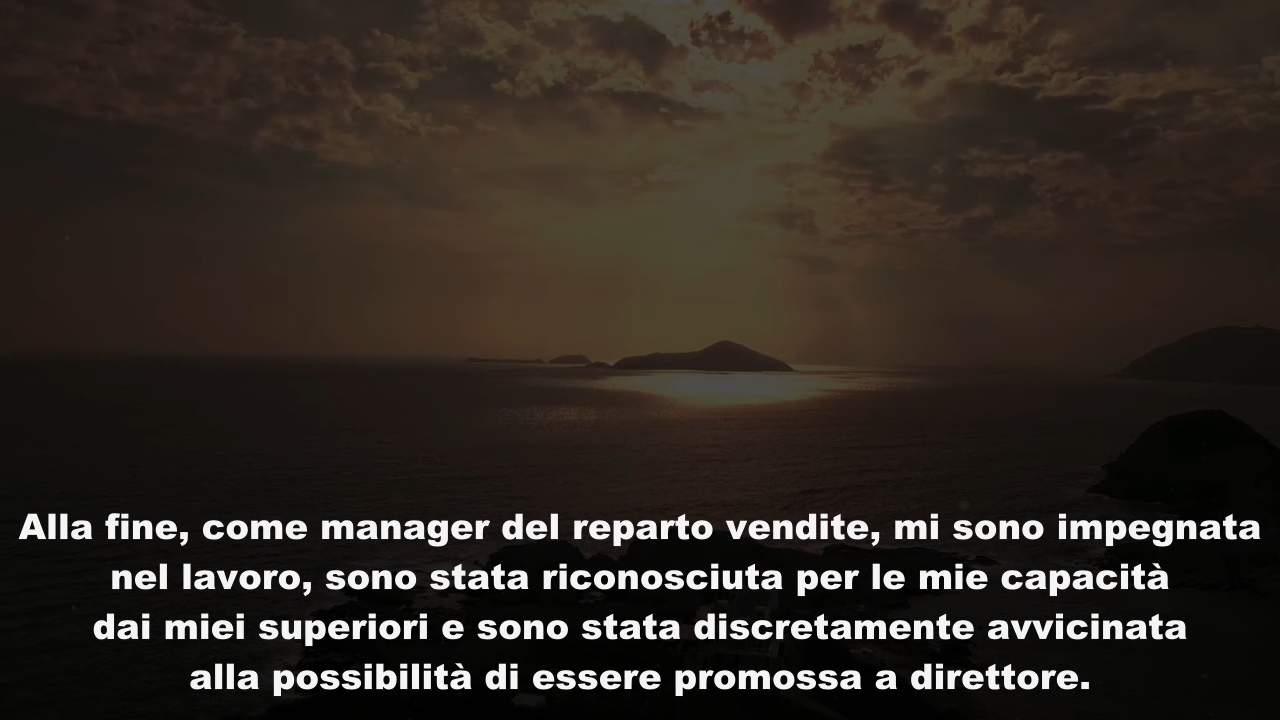 Alla fine, come manager del reparto vendite, mi sono impegnata
nel lavoro, sono stata riconosciuta per le mie capacità
dai miei superiori e sono stata discretamente avvicinata
alla possibilità di essere promossa a direttore.